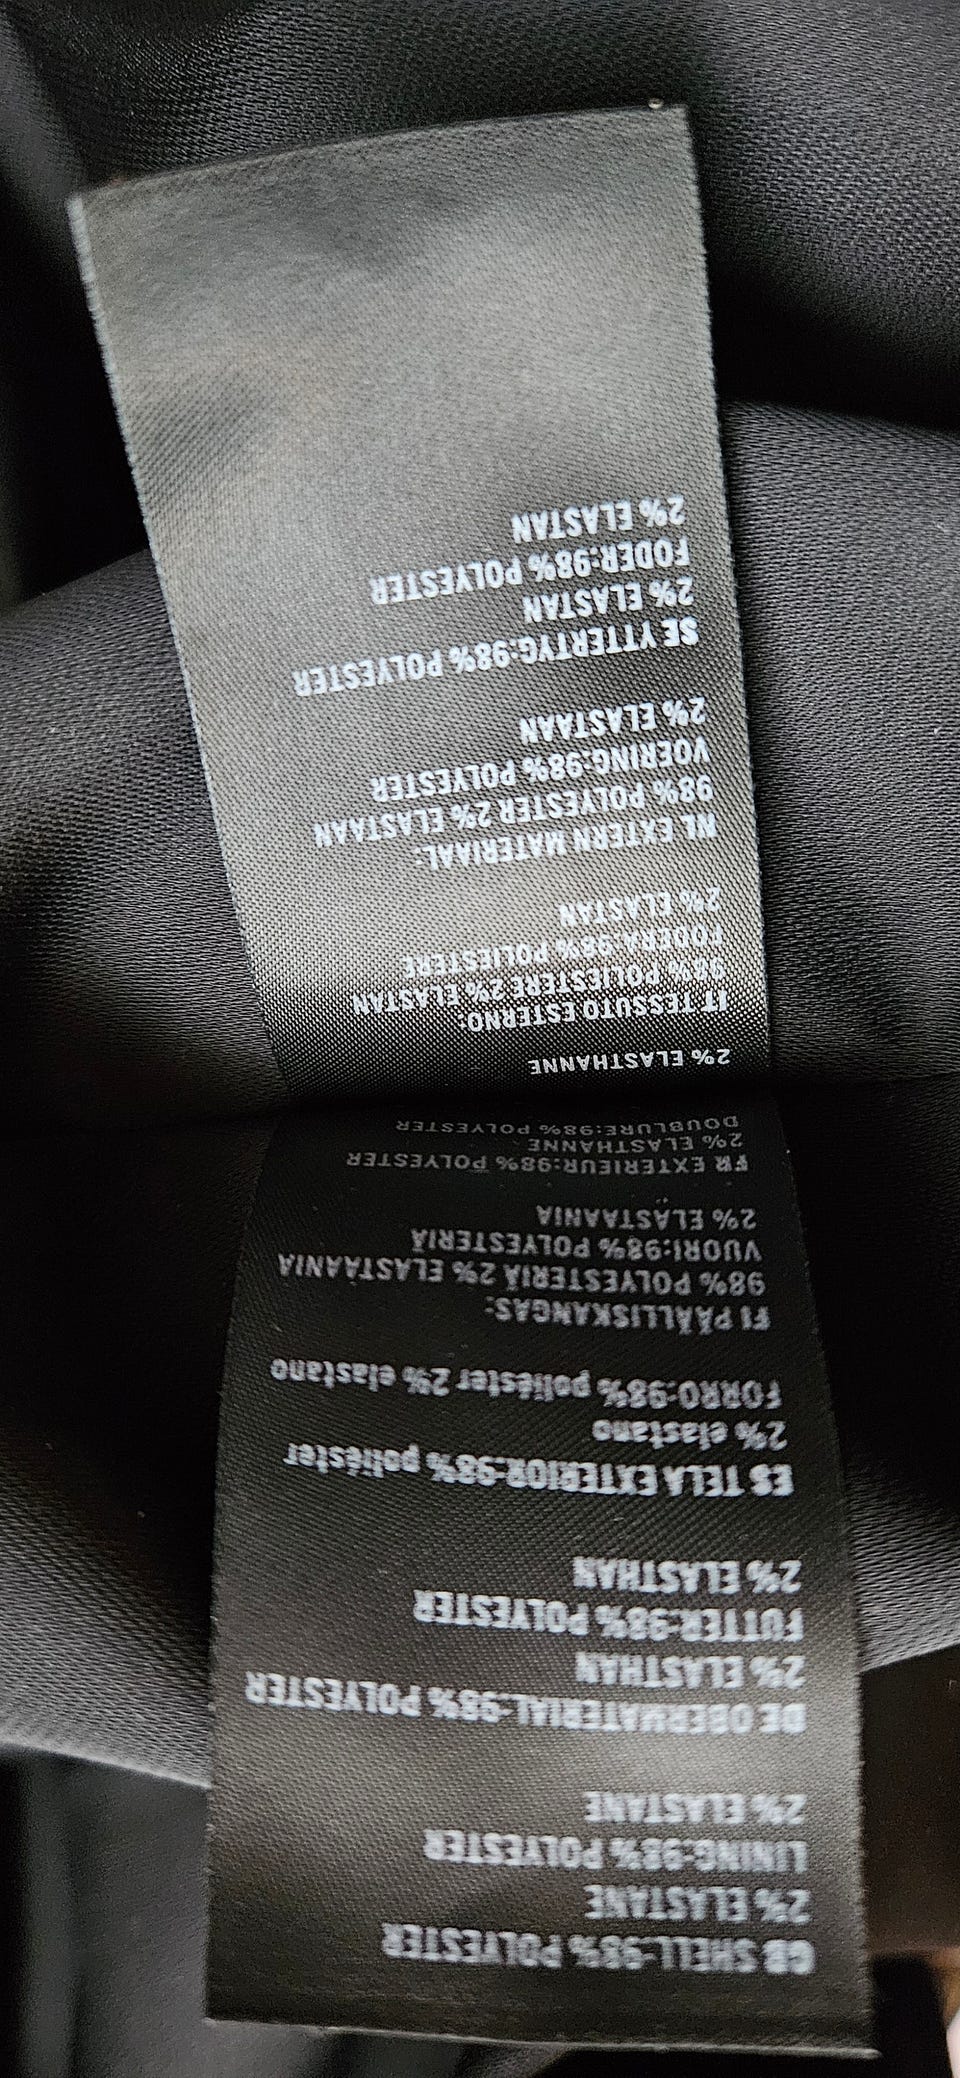 GB SHELL:98% POLYESTER
2% ELASTANE
LINING:98% POLYESTER
2% ELASTANE
DE OBERMATERIAL:98% POLYESTER
2% ELASTHAN
FUTTER:98% POLYESTER
2% ELASTHAN
ES TELA EXTERIOR:98% poliéster
2% elastano
FORRO:98% poliéster 2% elastano
FI PÄÄLLISKANGAS:
98% POLYESTERIÄ 2% ELASTAANIA
VUORI:98% POLYESTERIÄ
2% ELASTAANIA
FR EXTERIEUR:98% POLYESTER
2% ELASTHANNE
DOUBLURE:98% POLYESTER
2% ELASTHANNE
IT TESSUTO ESTERNO:
98% POLIESTERE 2% ELASTAN
FODERA:98% POLIESTERE
2% ELASTAN
NL EXTERN MATERIAAL:
98% POLYESTER 2% ELASTAAN
VOERING:98% POLYESTER
2% ELASTAAN
SE YTTERTYG:98% POLYESTER
2% ELASTAN
FODER:98% POLYESTER
2% ELASTAN